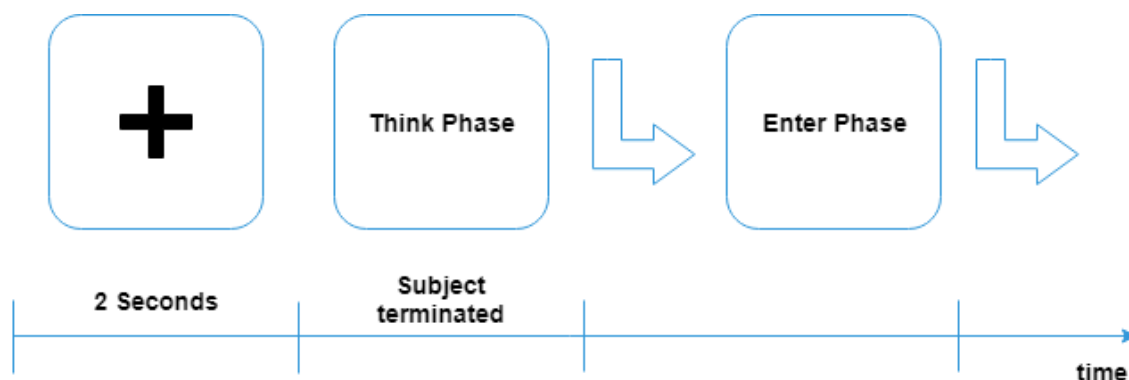 Think Phase
Enter Phase
2 Seconds
Subject
terminated
time